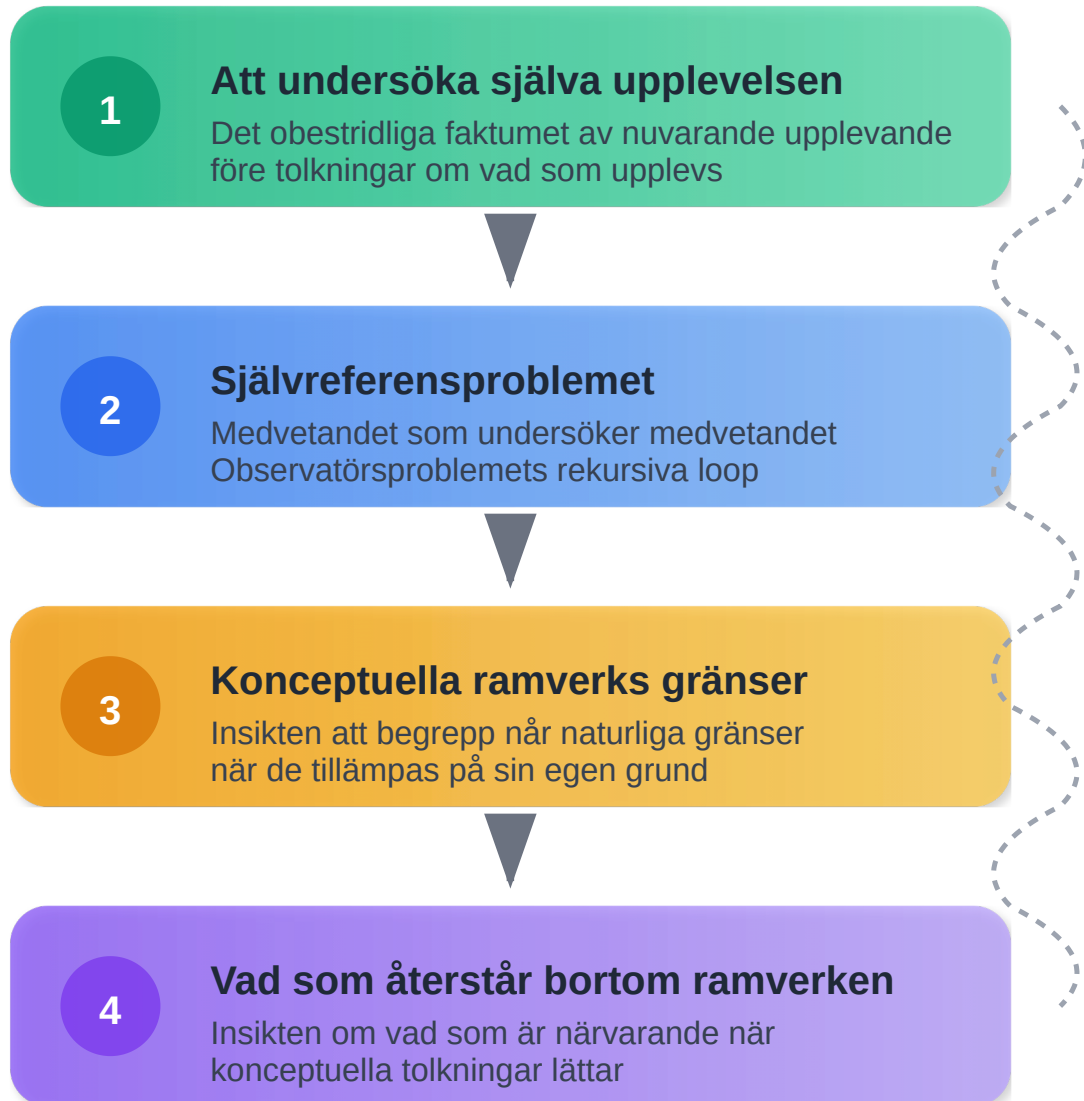 1
Att undersöka själva upplevelsen
Det obestridliga faktumet av nuvarande upplevande
före tolkningar om vad som upplevs
2
Självreferensproblemet
Medvetandet som undersöker medvetandet
Observatörsproblemets rekursiva loop
3
Konceptuella ramverks gränser
Insikten att begrepp når naturliga gränser
när de tillämpas på sin egen grund
4
Vad som återstår bortom ramverken
Insikten om vad som är närvarande när
konceptuella tolkningar lättar